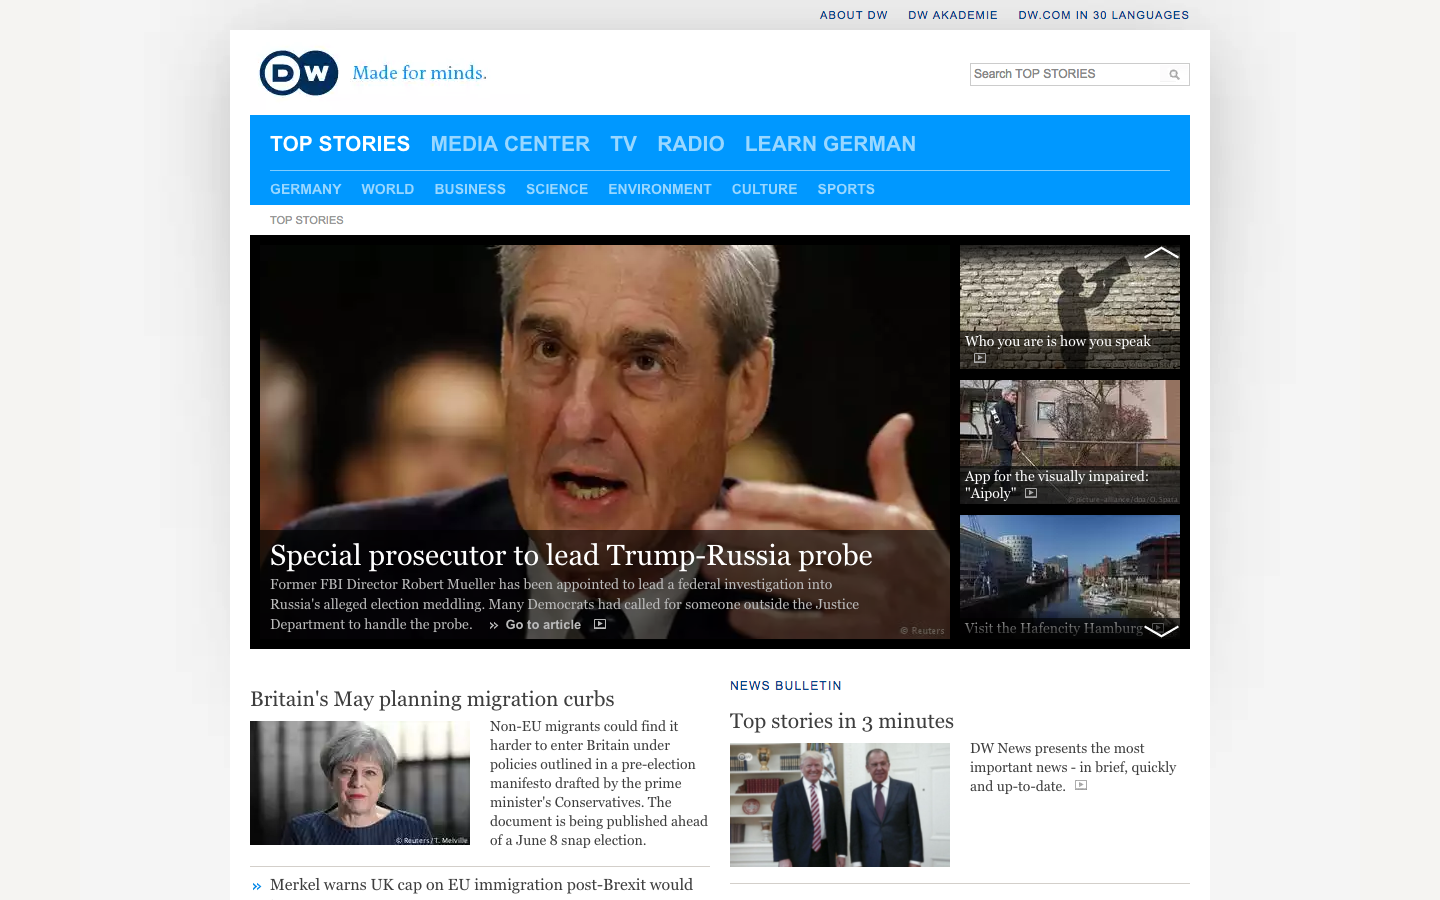 ABOUT DW DW AKADEMIE DW.COM IN 30 LANGUAGES
DW Made for minds.
Search TOP STORIES
TOP STORIES MEDIA CENTER TV RADIO LEARN GERMAN
GERMANY WORLD BUSINESS SCIENCE ENVIRONMENT CULTURE SPORTS
TOP STORIES
Special prosecutor to lead Trump-Russia probe
Former FBI Director Robert Mueller has been appointed to lead a federal investigation into
Russia's alleged election meddling. Many Democrats had called for someone outside the Justice
Department to handle the probe. » Go to article
© Reuters
Who you are is how you speak
App for the visually impaired:
"Aipoly"
© picture-alliance/dpa/O. Spata
Visit the Hafencity Hamburg
Britain's May planning migration curbs
© Reuters/T. Melville
Non-EU migrants could find it
harder to enter Britain under
policies outlined in a pre-election
manifesto drafted by the prime
minister's Conservatives. The
document is being published ahead
of a June 8 snap election.
» Merkel warns UK cap on EU immigration post-Brexit would
NEWS BULLETIN
Top stories in 3 minutes
DW News presents the most
important news - in brief, quickly
and up-to-date.